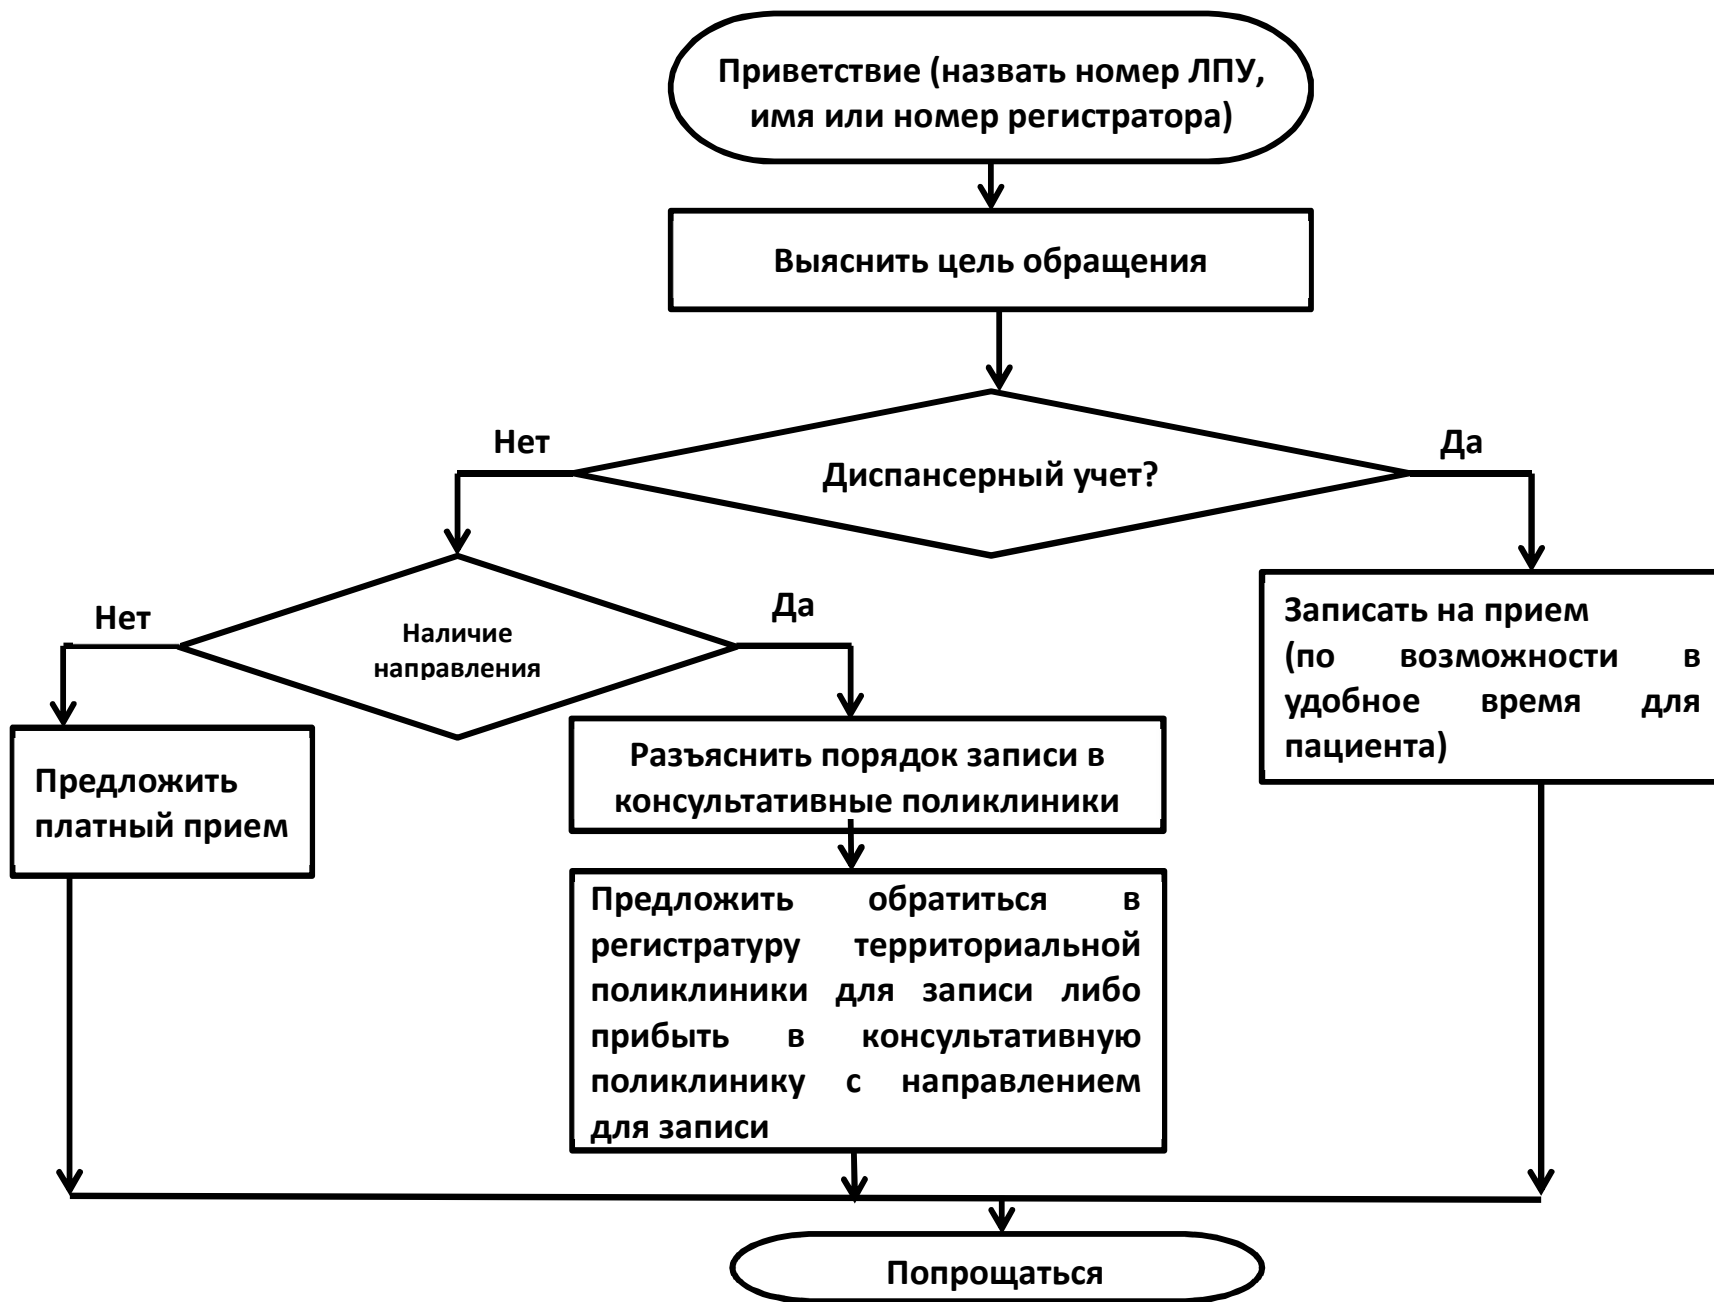 Приветствие (назвать номер ЛПУ,
имя или номер регистратора)
Выяснить цель обращения
Нет
Да
Диспансерный учет?
Нет
Да
Наличие
направления
Записать на прием
(по возможности в
удобное время для
пациента)
Предложить
платный прием
Разъяснить порядок записи в
консультативные поликлиники
Предложить обратиться в
регистратуру территориальной
поликлиники для записи либо
прибыть в консультативную
поликлинику с направлением
для записи
Попрощаться